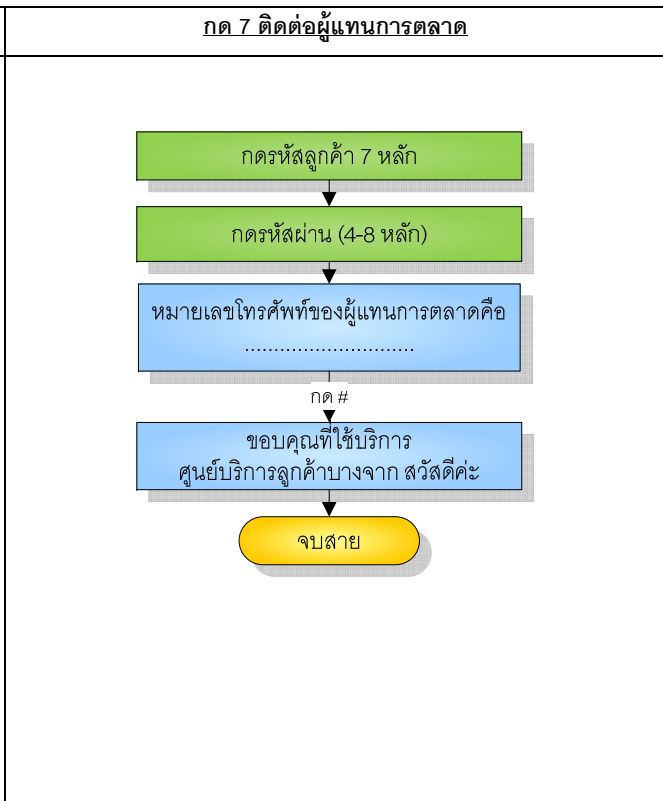 กด 7 ติดต่อผู้แทนการตลาด
กดรหัสลูกค้า 7 หลัก
กดรหัสผ่าน (4-8 หลัก)
หมายเลขโทรศัพท์ของผู้แทนการตลาดคือ
.............................
กด #
ขอบคุณที่ใช้บริการ
ศูนย์บริการลูกค้าบางจาก สวัสดีค่ะ
จบสาย